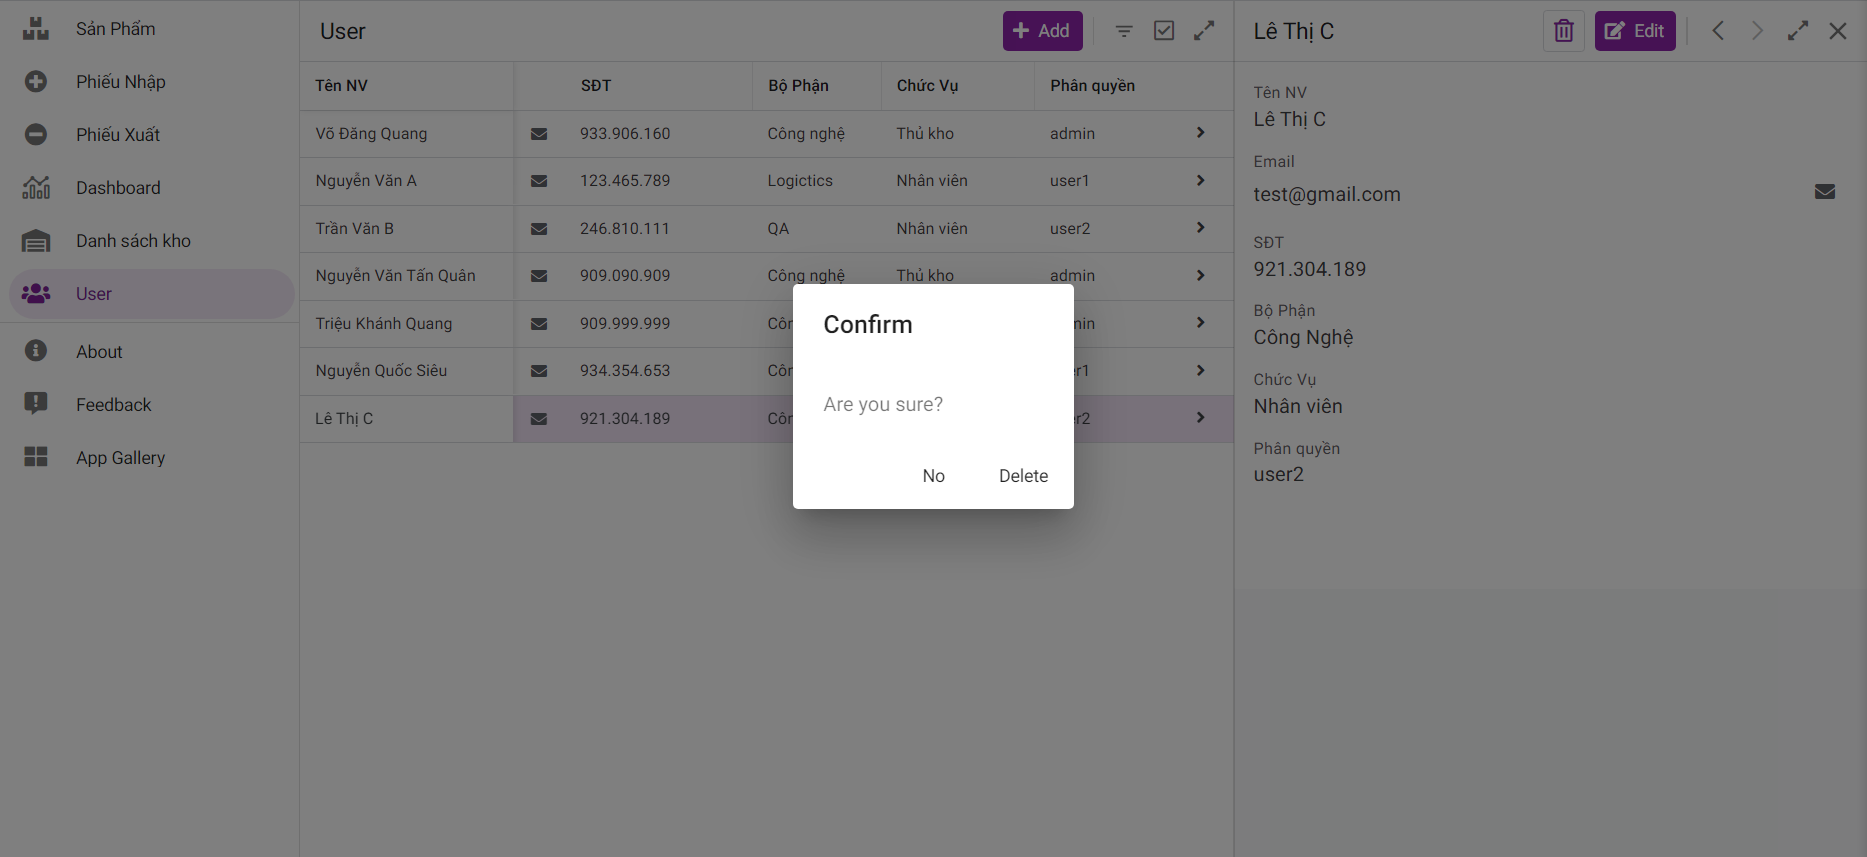 Sản Phẩm
Phiếu Nhập
Phiếu Xuất
Dashboard
Danh sách kho
User
About
Feedback
App Gallery
User
Add
Tên NV SĐT Bộ Phận Chức Vụ Phân quyền
Võ Đăng Quang 933.906.160 Công nghệ Thủ kho admin
Nguyễn Văn A 123.465.789 Logictics Nhân viên user1
Trần Văn B 246.810.111 QA Nhân viên user2
Nguyễn Văn Tấn Quân 909.090.909 Công nghệ Thủ kho admin
Triệu Khánh Quang 909.999.999
Nguyễn Quốc Siêu 934.354.653
Lê Thị C 921.304.189
Confirm
Are you sure?
No Delete
Lê Thị C
Edit
Tên NV
Lê Thị C
Email
test@gmail.com
SĐT
921.304.189
Bộ Phận
Công Nghệ
Chức Vụ
Nhân viên
Phân quyền
user2